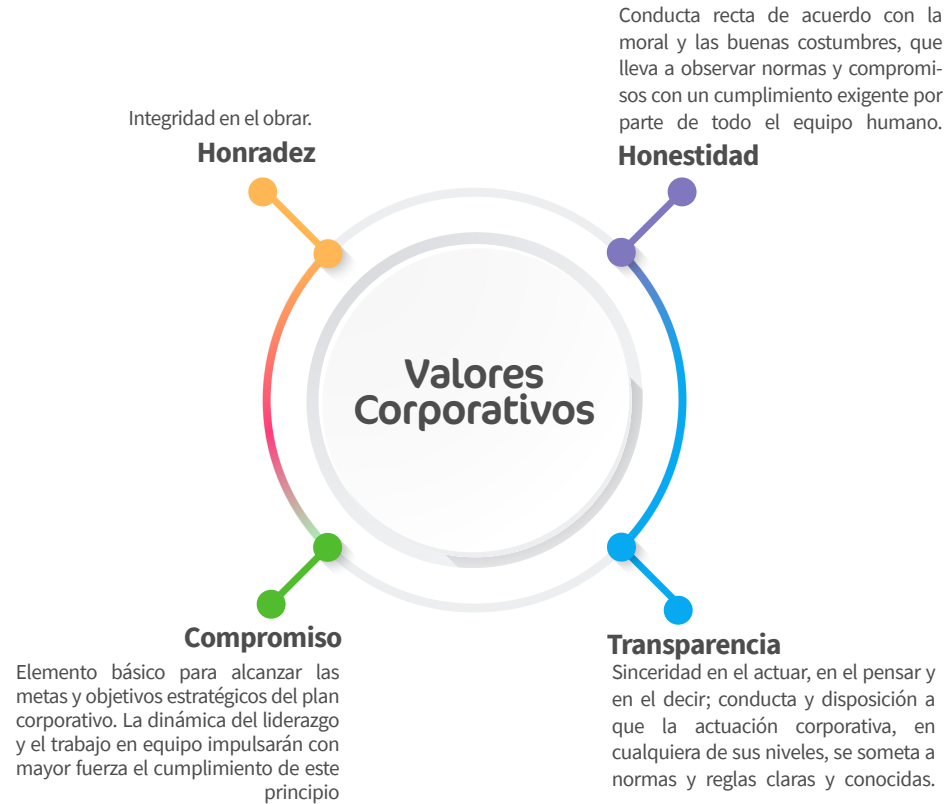 Integridad en el obrar.
Honradez
Conducta recta de acuerdo con la
moral y las buenas costumbres, que
lleva a observar normas y compromi-
sos con un cumplimiento exigente por
parte de todo el equipo humano.
Honestidad
Valores
Corporativos
Compromiso
Elemento básico para alcanzar las
metas y objetivos estratégicos del plan
corporativo. La dinámica del liderazgo
y el trabajo en equipo impulsarán con
mayor fuerza el cumplimiento de este
principio
Transparencia
Sinceridad en el actuar, en el pensar y
en el decir; conducta y disposición a
que la actuación corporativa, en
cualquiera de sus niveles, se someta a
normas y reglas claras y conocidas.